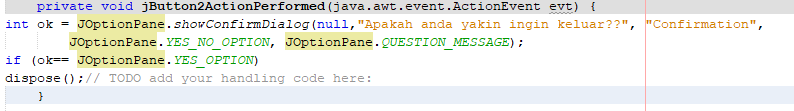 private void jButton2ActionPerformed(java.awt.event.ActionEvent evt) {
int ok = JOptionPane.showConfirmDialog(null,"Apakah anda yakin ingin keluar??", "Confirmation",
JOptionPane.YES_NO_OPTION, JOptionPane.QUESTION_MESSAGE);
if (ok== JOptionPane.YES_OPTION)
dispose();// TODO add your handling code here:
}